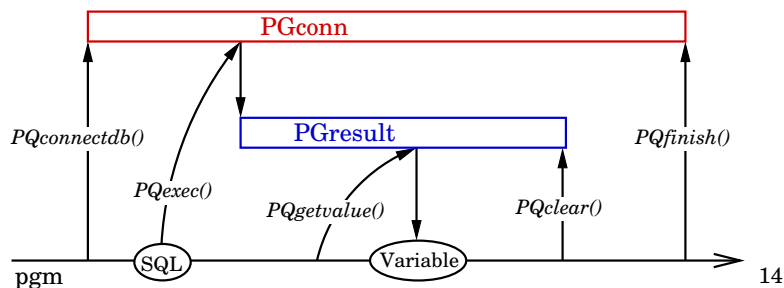 PGconn
PGresult
PQconnectdb()
PQfinish()
PQexec()
PQgetvalue()
PQclear()
SQL
Variable
pgm
14